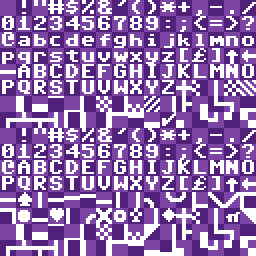 !"#$%&'()*+,-./
0123456789:;<=>?
@abcdefghijklmno
pqrstuvwxyz[£]↑←
─ABCDEFGHIJKLMNO
PQRSTUVWXYZ
!"#$%&'()*+,-./
0123456789:;<=>?
@ABCDEFGHIJKLMNO
PQRSTUVWXYZ[£]↑←